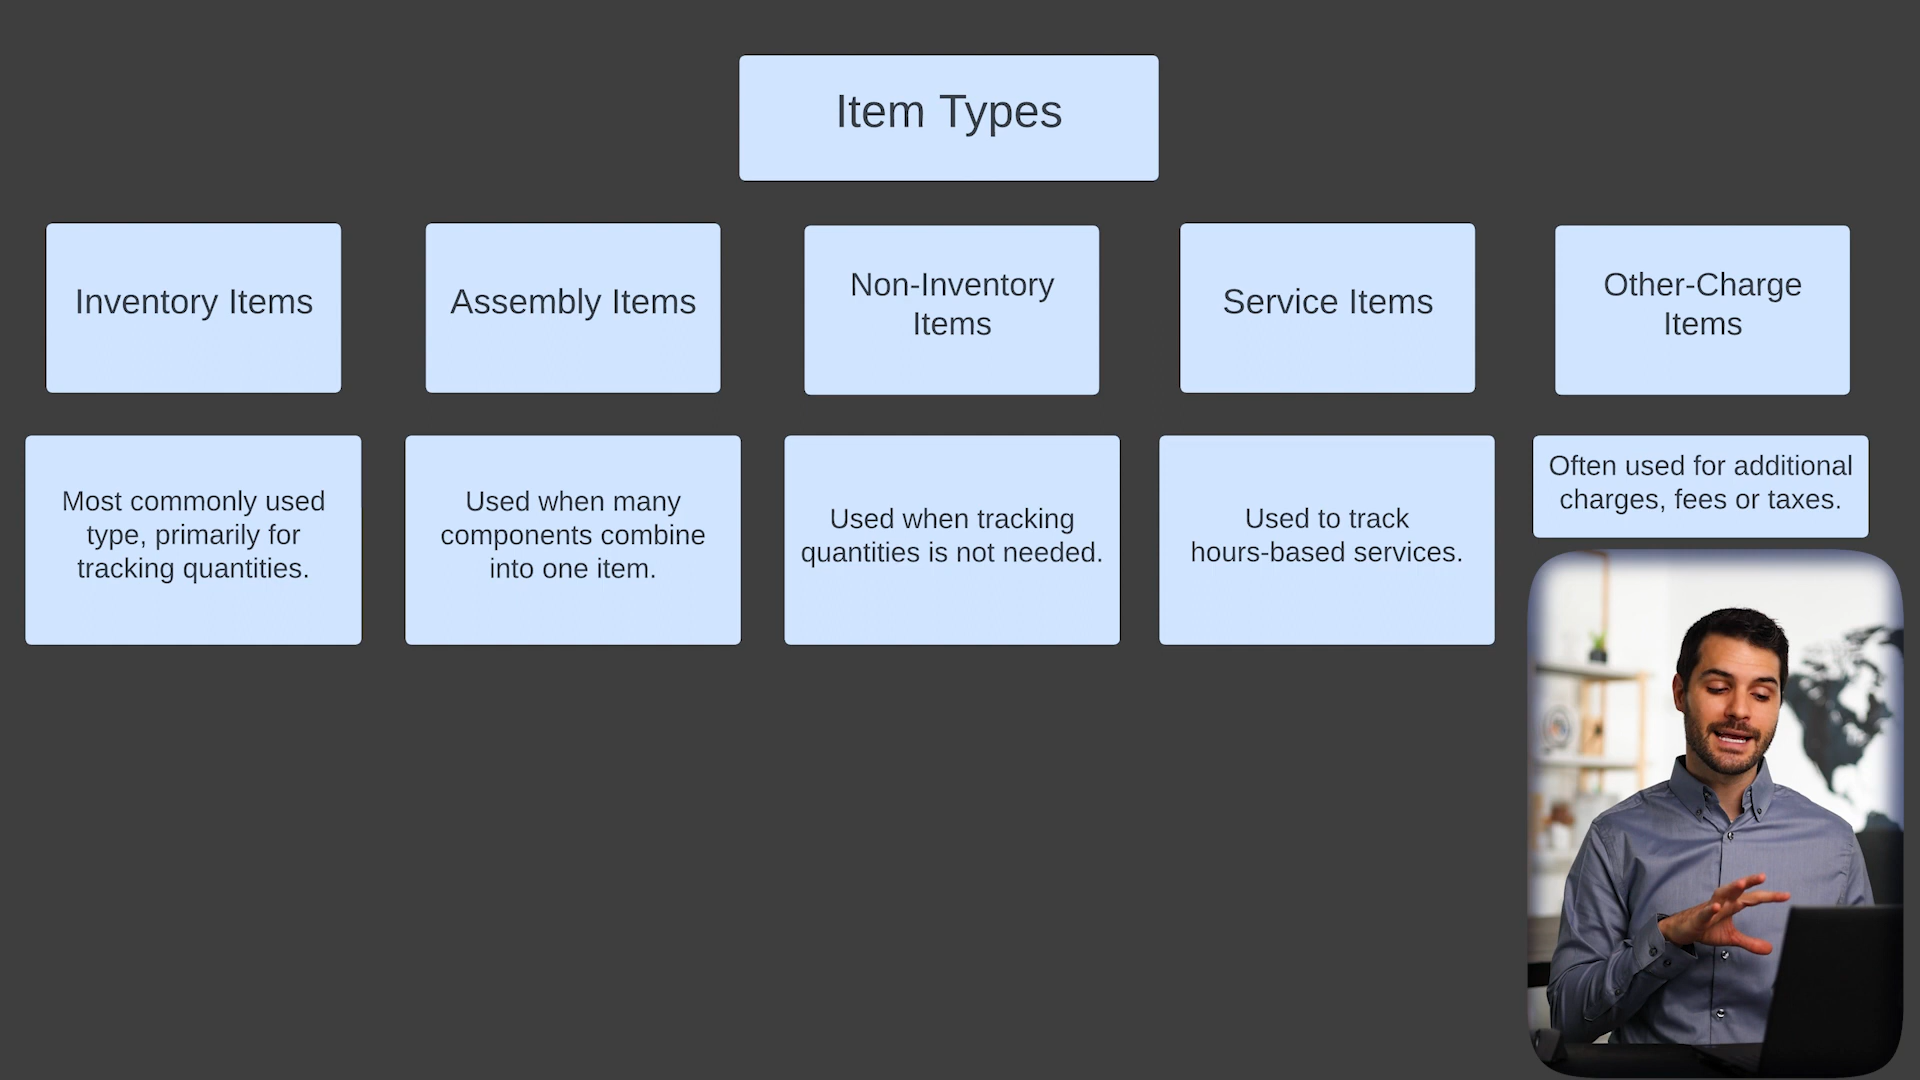 Item Types
Inventory Items
Assembly Items
Non-Inventory
Items
Service Items
Other-Charge
Items
Most commonly used
type, primarily for
tracking quantities.
Used when many
components combine
into one item.
Used when tracking
quantities is not needed.
Used to track
hours-based services.
Often used for additional
charges, fees or taxes.